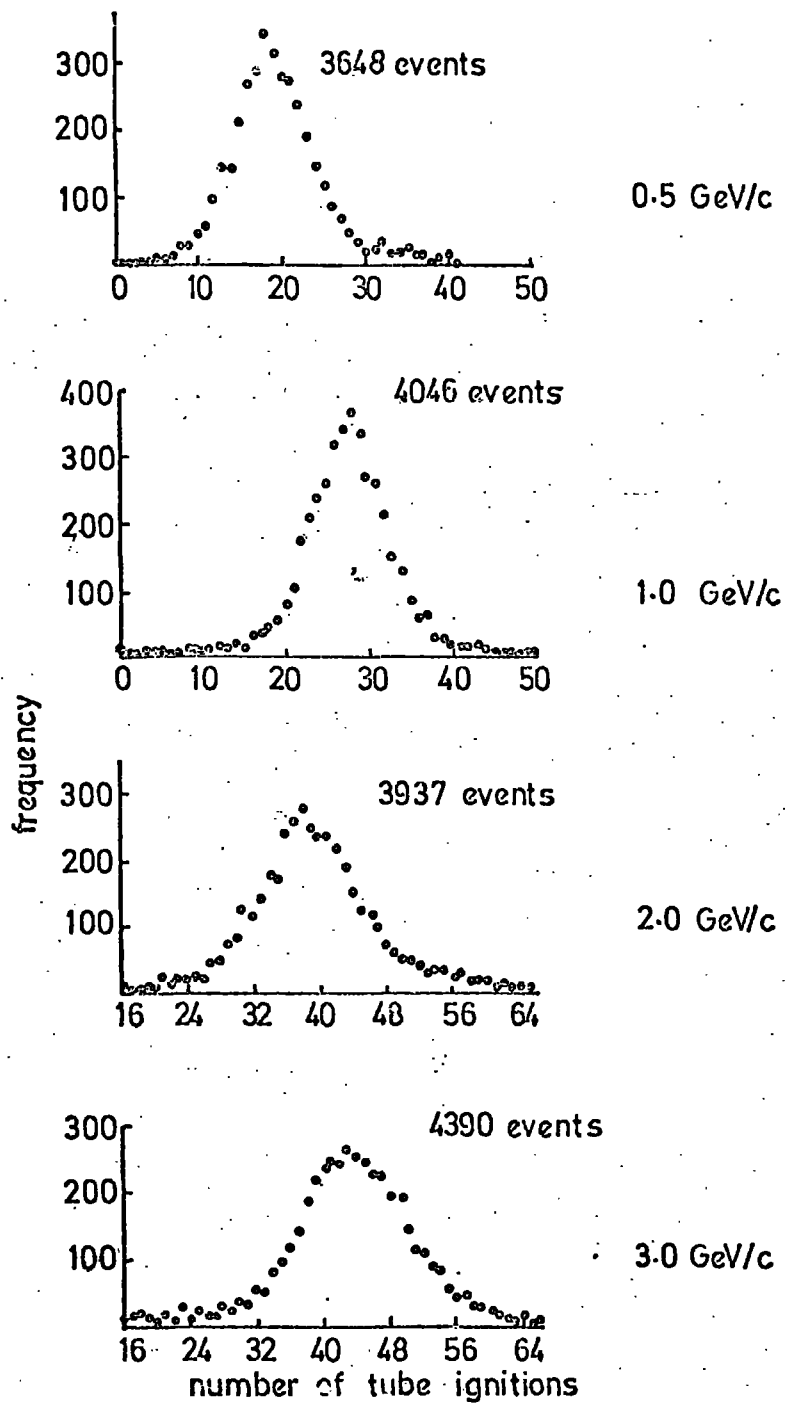 3648 events
300
200
100
0.5 GeV/c
0 10 20 30 40 50
4046 events
400
300
200
100
1.0 GeV/c
0 10 20 30 40 50
frequency
3937 events
300
200
100
2.0 GeV/c
16 24 32 40 48 56 64
4390 events
300
200
100
3.0 GeV/c
16 24 32 40 48 56 64
number of tube ignitions